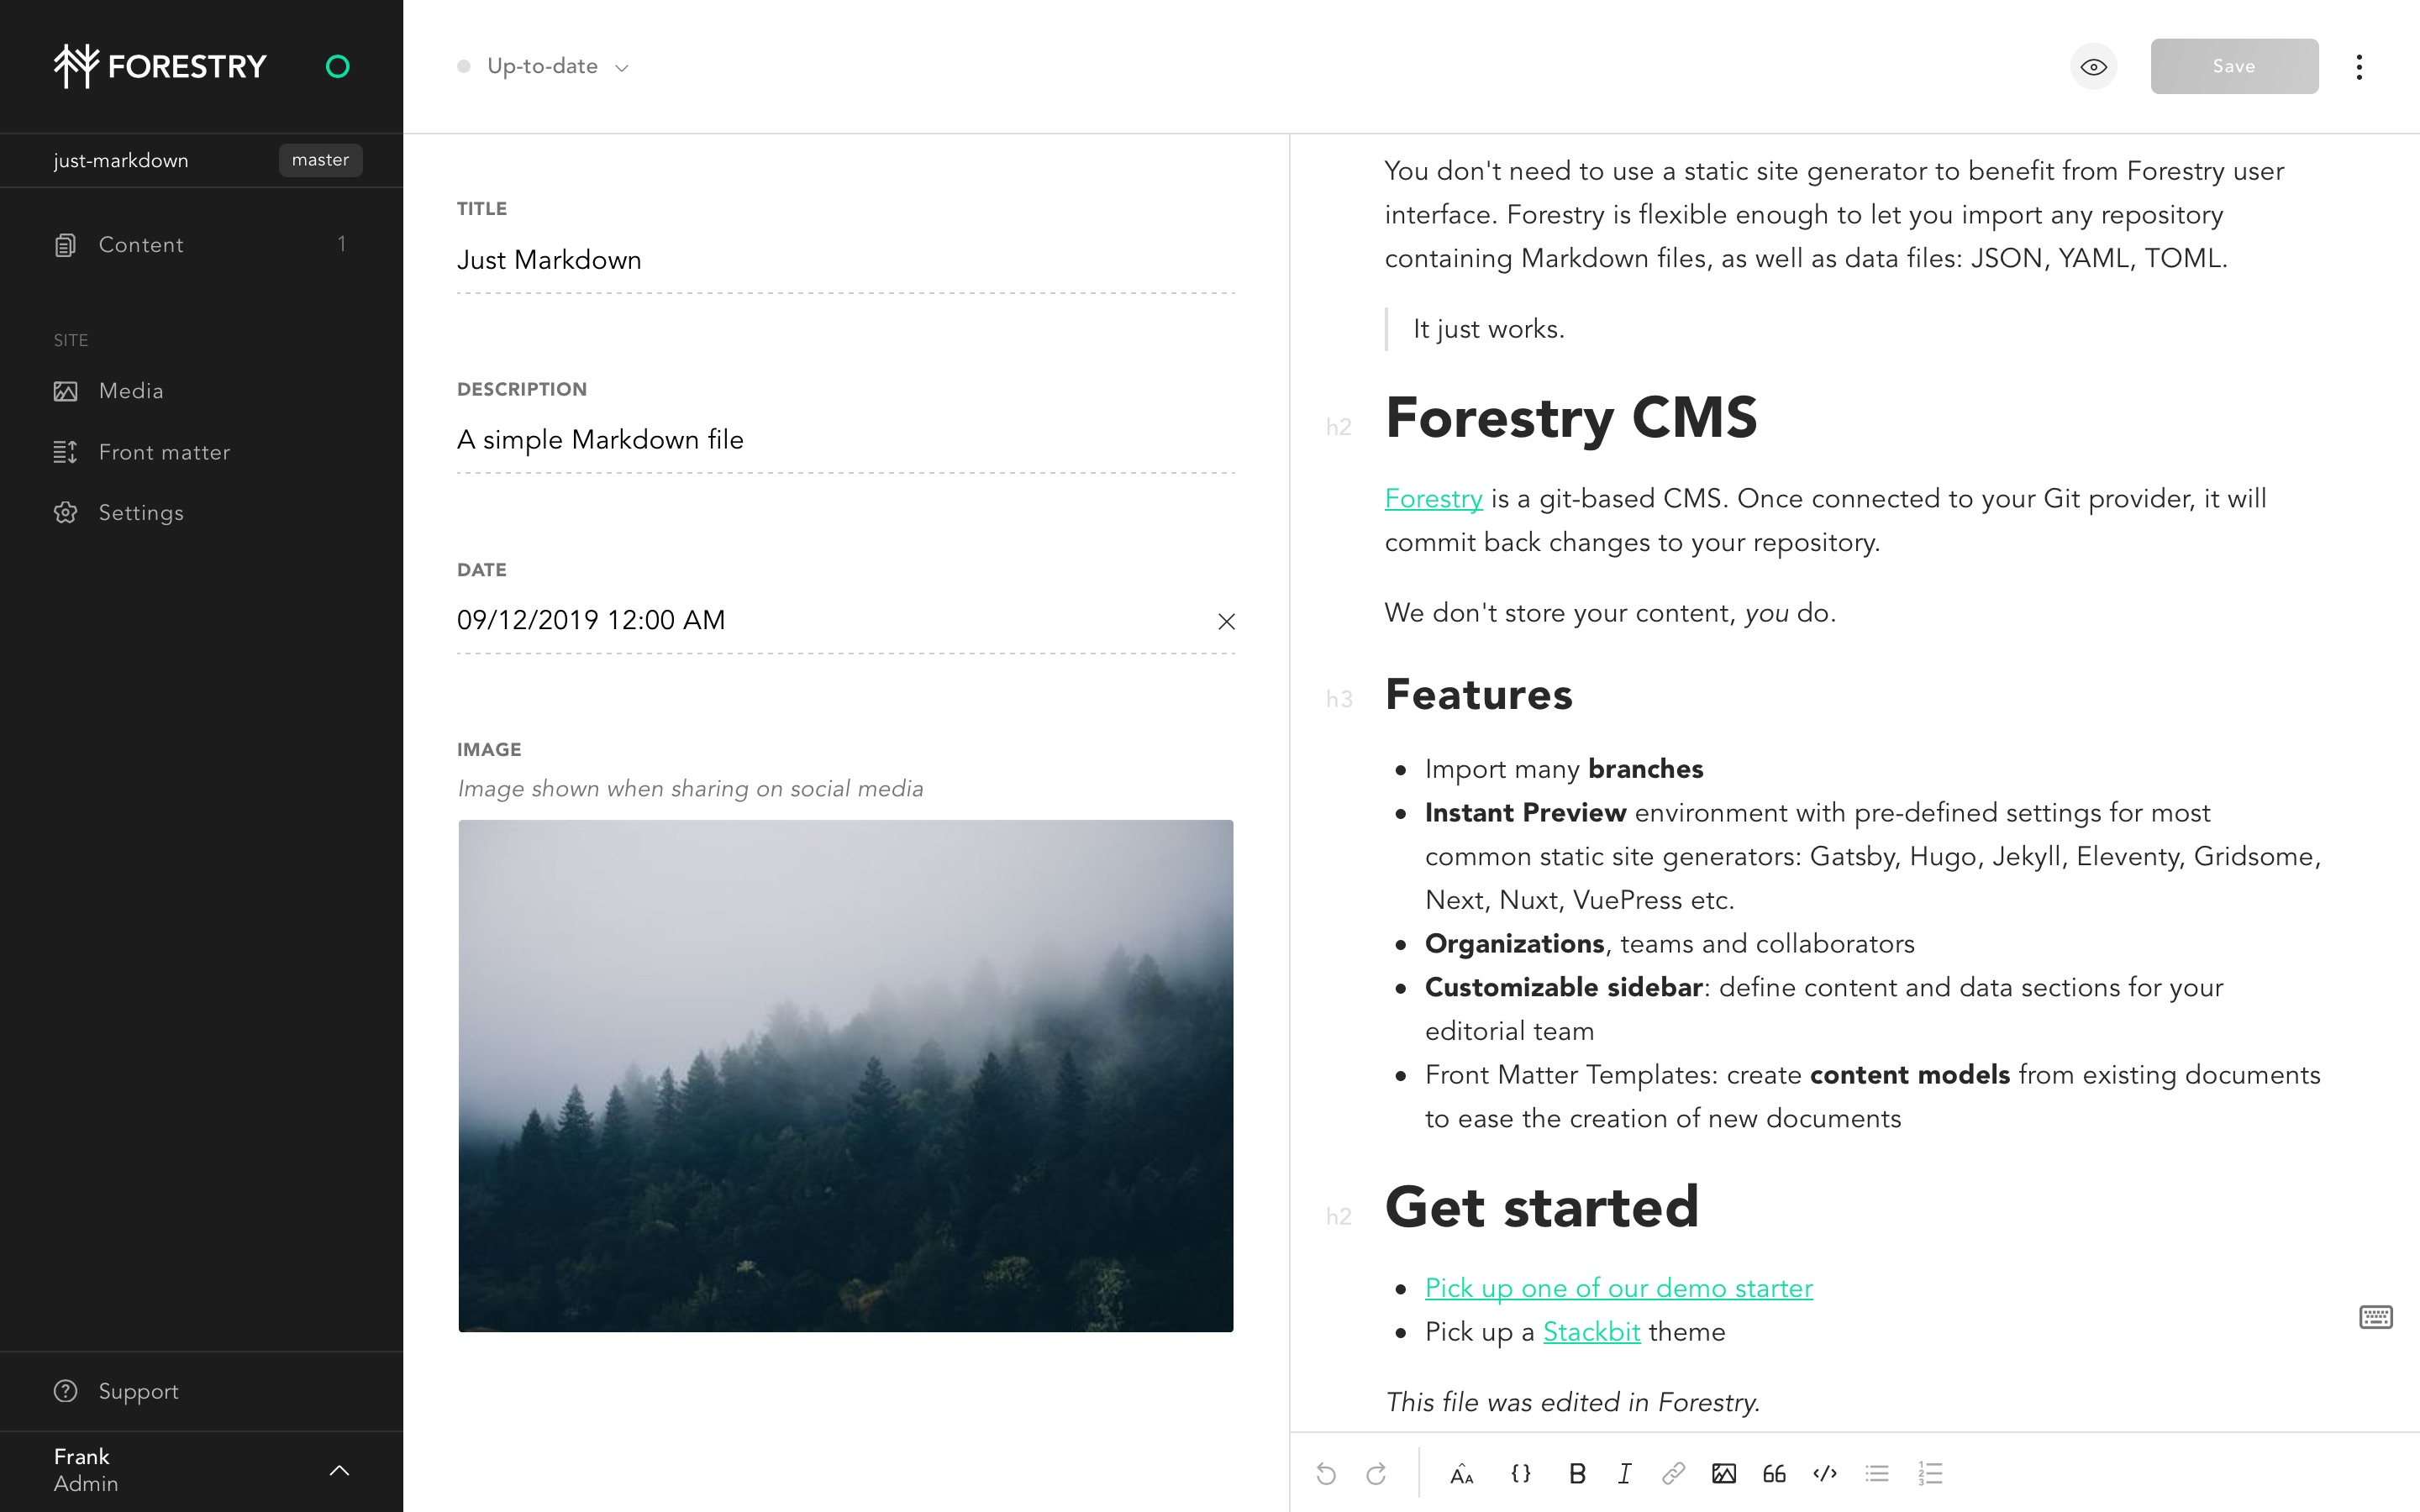 FORESTRY
just-markdown
master
Content
1
SITE
Media
Front matter
Settings
Support
Frank
Admin
Up-to-date
Save
TITLE
Just Markdown
DESCRIPTION
A simple Markdown file
DATE
09/12/2019 12:00 AM
IMAGE
Image shown when sharing on social media
You don't need to use a static site generator to benefit from Forestry user
interface. Forestry is flexible enough to let you import any repository
containing Markdown files, as well as data files: JSON, YAML, TOML.
It just works.
h2
Forestry CMS
Forestry is a git-based CMS. Once connected to your Git provider, it will
commit back changes to your repository.
We don't store your content, you do.
h3
Features
• Import many branches
• Instant Preview environment with pre-defined settings for most
common static site generators: Gatsby, Hugo, Jekyll, Eleventy, Gridsome,
Next, Nuxt, VuePress etc.
• Organizations, teams and collaborators
• Customizable sidebar: define content and data sections for your
editorial team
• Front Matter Templates: create content models from existing documents
to ease the creation of new documents
h2
Get started
• Pick up one of our demo starter
• Pick up a Stackbit theme
This file was edited in Forestry.